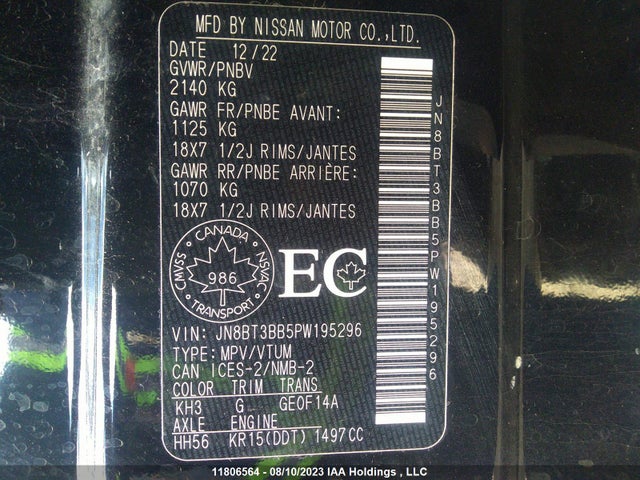 MFD BY NISSAN MOTOR CO.,LTD.
DATE 12/22
GVWR/PNBV
2140 KG
GAWR FR/PNBE AVANT:
1125 KG
18X7 1/2J RIMS/JANTES
GAWR RR/PNBE ARRIÈRE:
1070 KG
18X7 1/2J RIMS/JANTES
JN8BT3BB5PW195296
CANADA
CMVSS
986
NSVAC
TRANSPORT
EC
VIN: JN8BT3BB5PW195296
TYPE: MPV/VTUM
CAN ICES-2/NMB-2
COLOR TRIM TRANS
KH3 G GE0F14A
AXLE ENGINE
HH56 KR15(DDT) 1497CC
11806564 - 08/10/2023 IAA Holdings , LLC